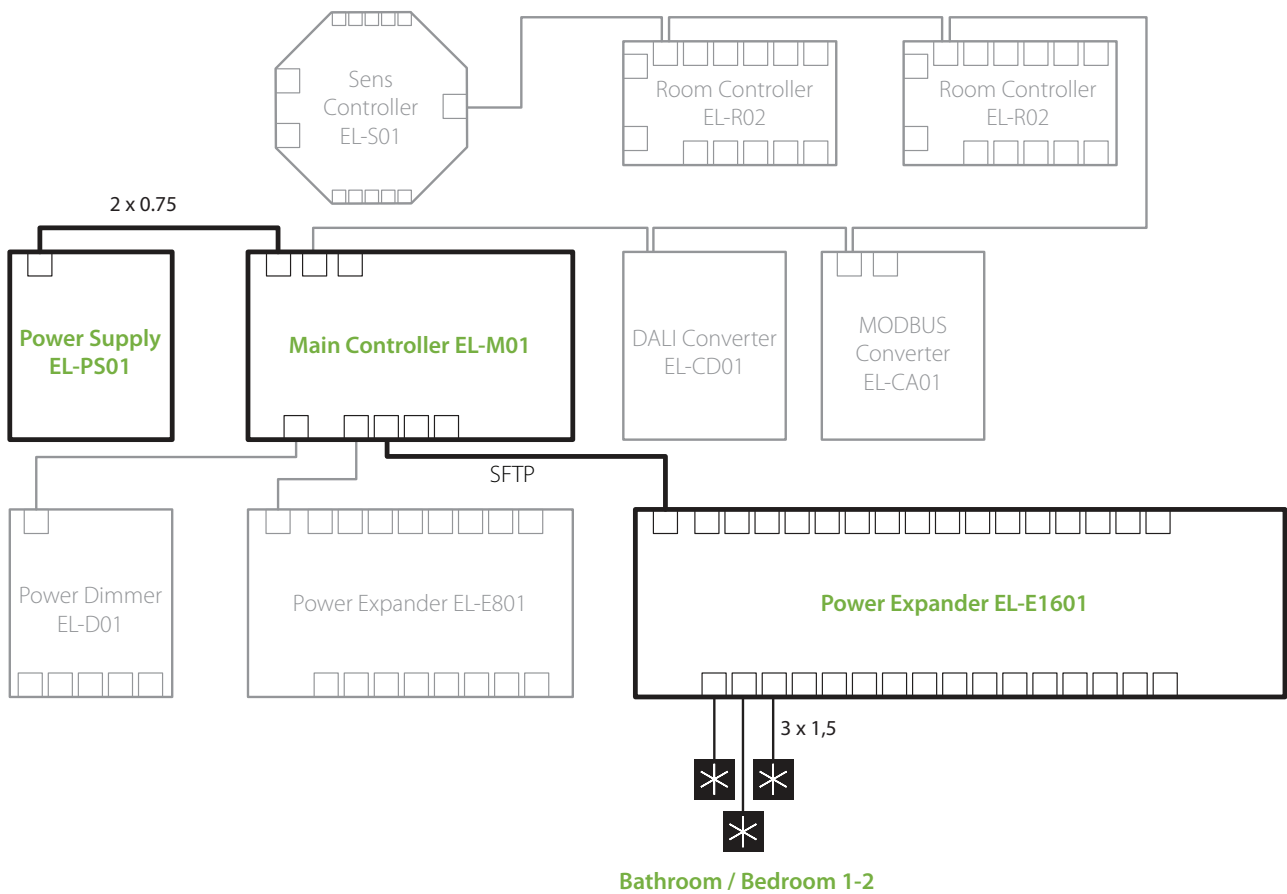 Sens
Controller
EL-S01
Room Controller
EL-R02
Room Controller
EL-R02
2 x 0.75
Power Supply
EL-PS01
Main Controller EL-M01
DALI Converter
EL-CD01
MODBUS
Converter
EL-CA01
SFTP
Power Dimmer
EL-D01
Power Expander EL-E801
Power Expander EL-E1601
3 x 1,5
Bathroom / Bedroom 1-2